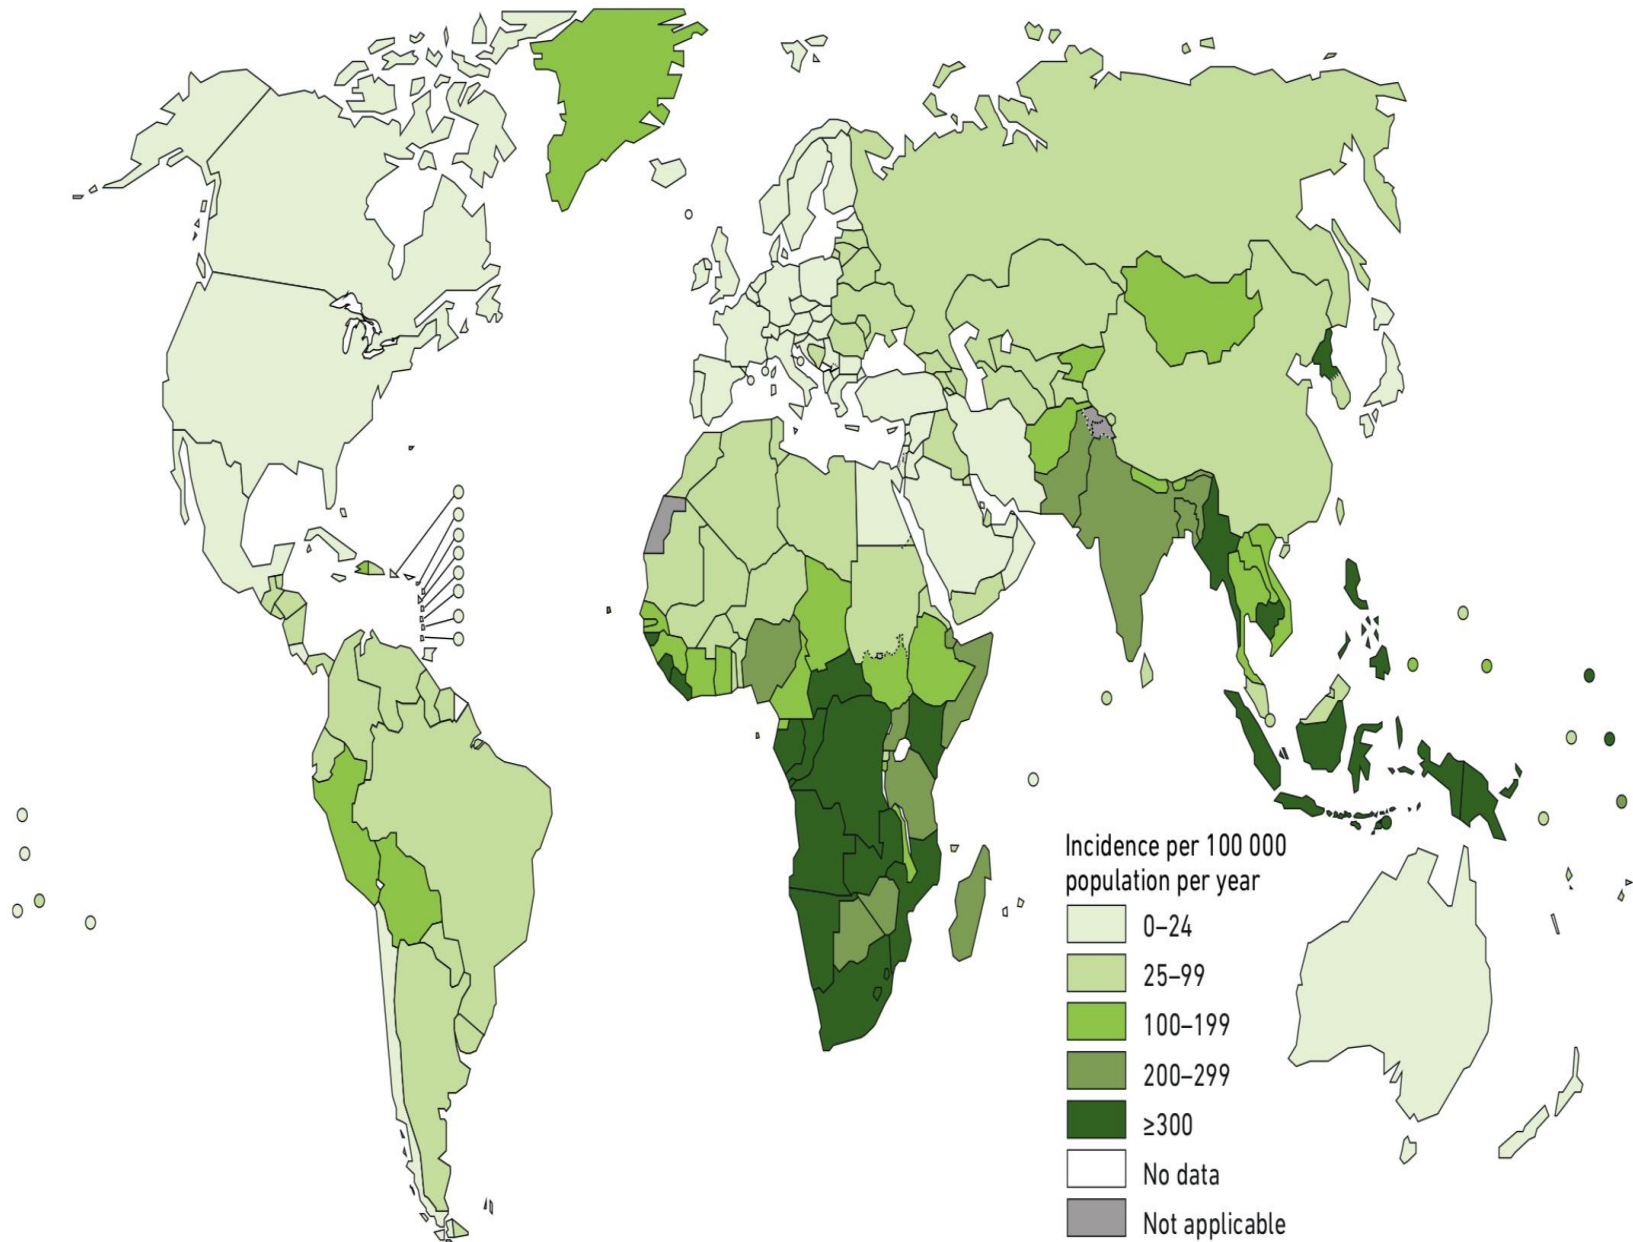 Incidence per 100 000
population per year
0–24
25–99
100–199
200–299
≥300
No data
Not applicable